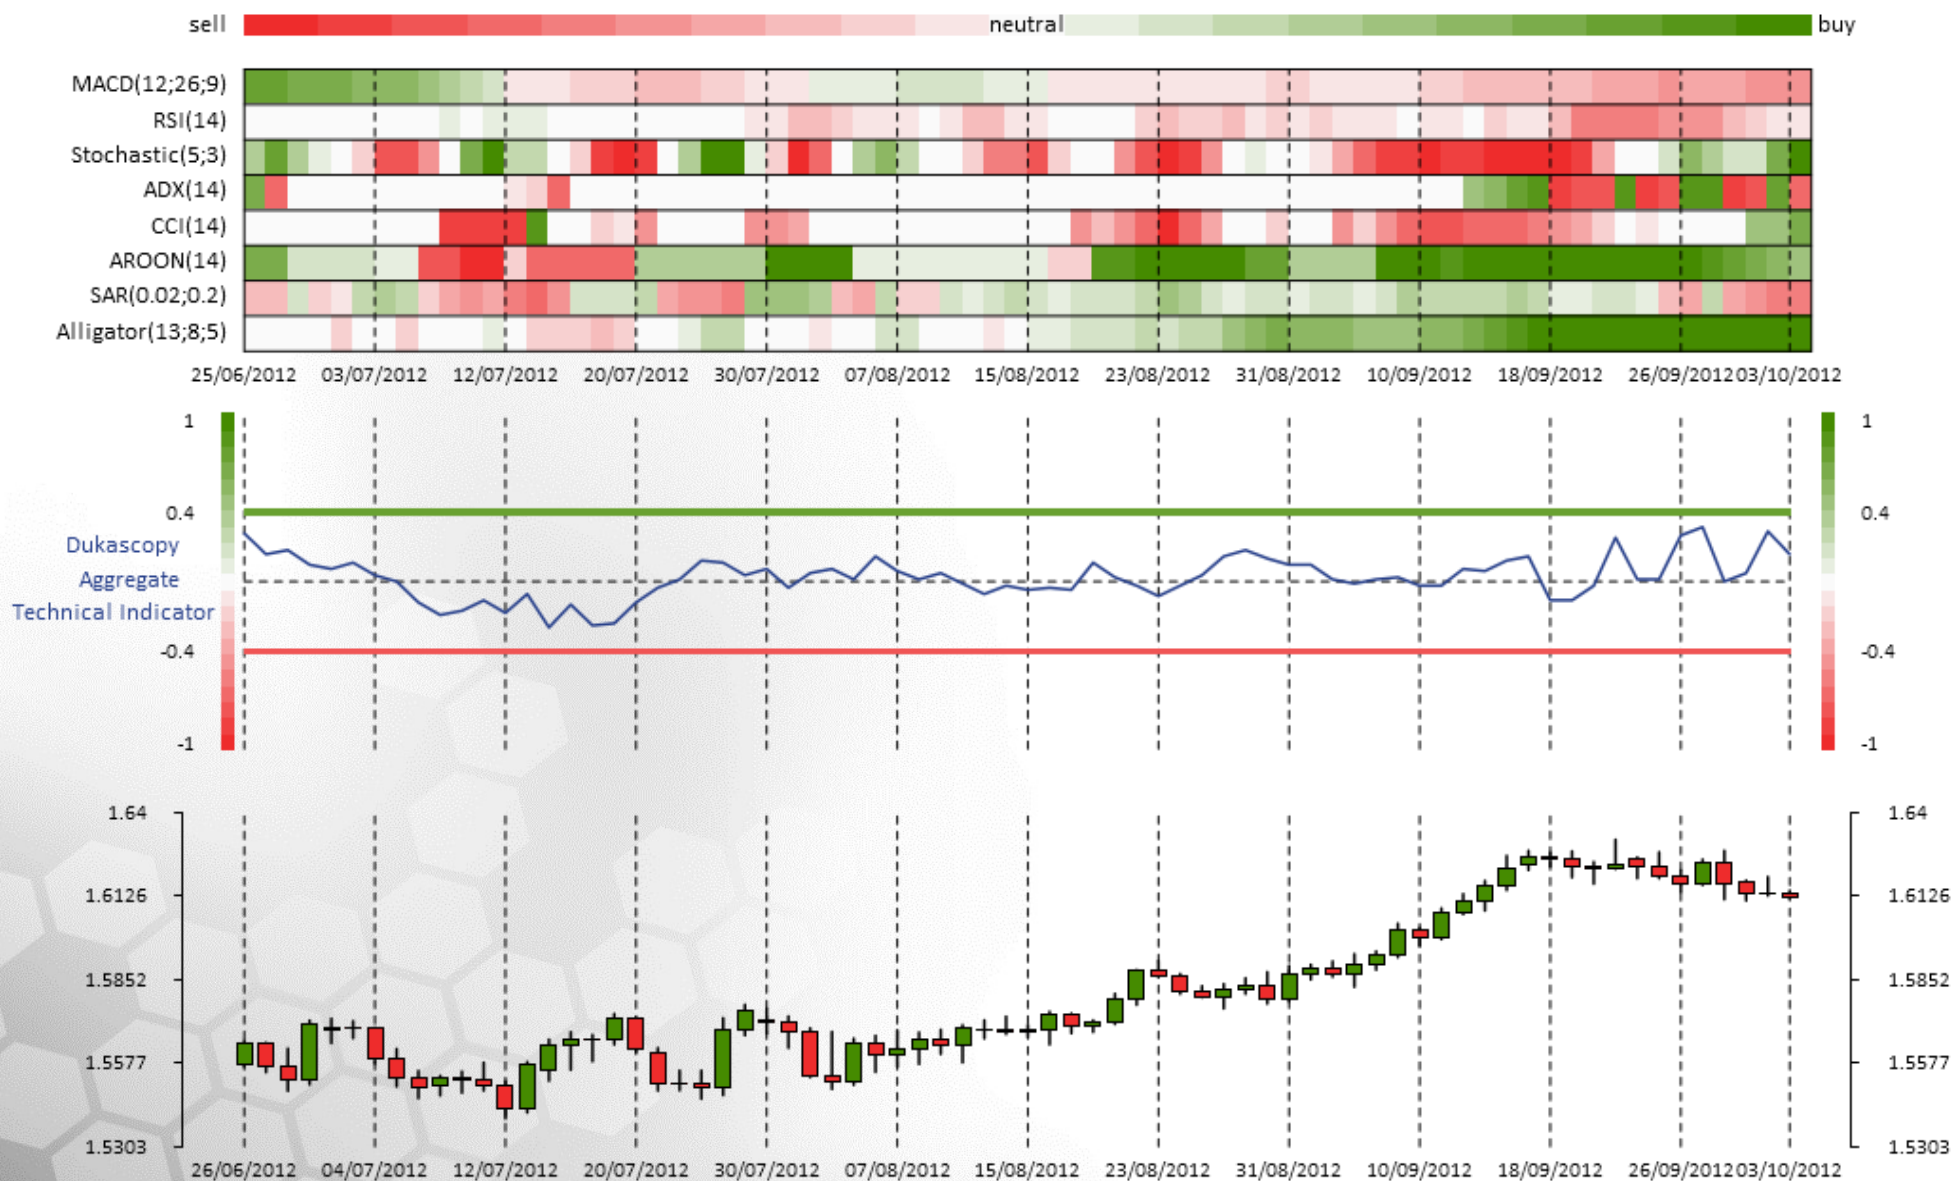 sell neutral buy
MACD(12;26;9)
RSI(14)
Stochastic(5;3)
ADX(14)
CCI(14)
AROON(14)
SAR(0.02;0.2)
Alligator(13;8;5)
25/06/2012 03/07/2012 12/07/2012 20/07/2012 30/07/2012 07/08/2012 15/08/2012 23/08/2012 31/08/2012 10/09/2012 18/09/2012 26/09/2012 03/10/2012
1 1
0.4 0.4
Dukascopy
Aggregate
Technical Indicator
-0.4 -0.4
-1 -1
1.64 1.64
1.6126 1.6126
1.5852 1.5852
1.5577 1.5577
1.5303 1.5303
26/06/2012 04/07/2012 12/07/2012 20/07/2012 30/07/2012 07/08/2012 15/08/2012 23/08/2012 31/08/2012 10/09/2012 18/09/2012 26/09/2012 03/10/2012